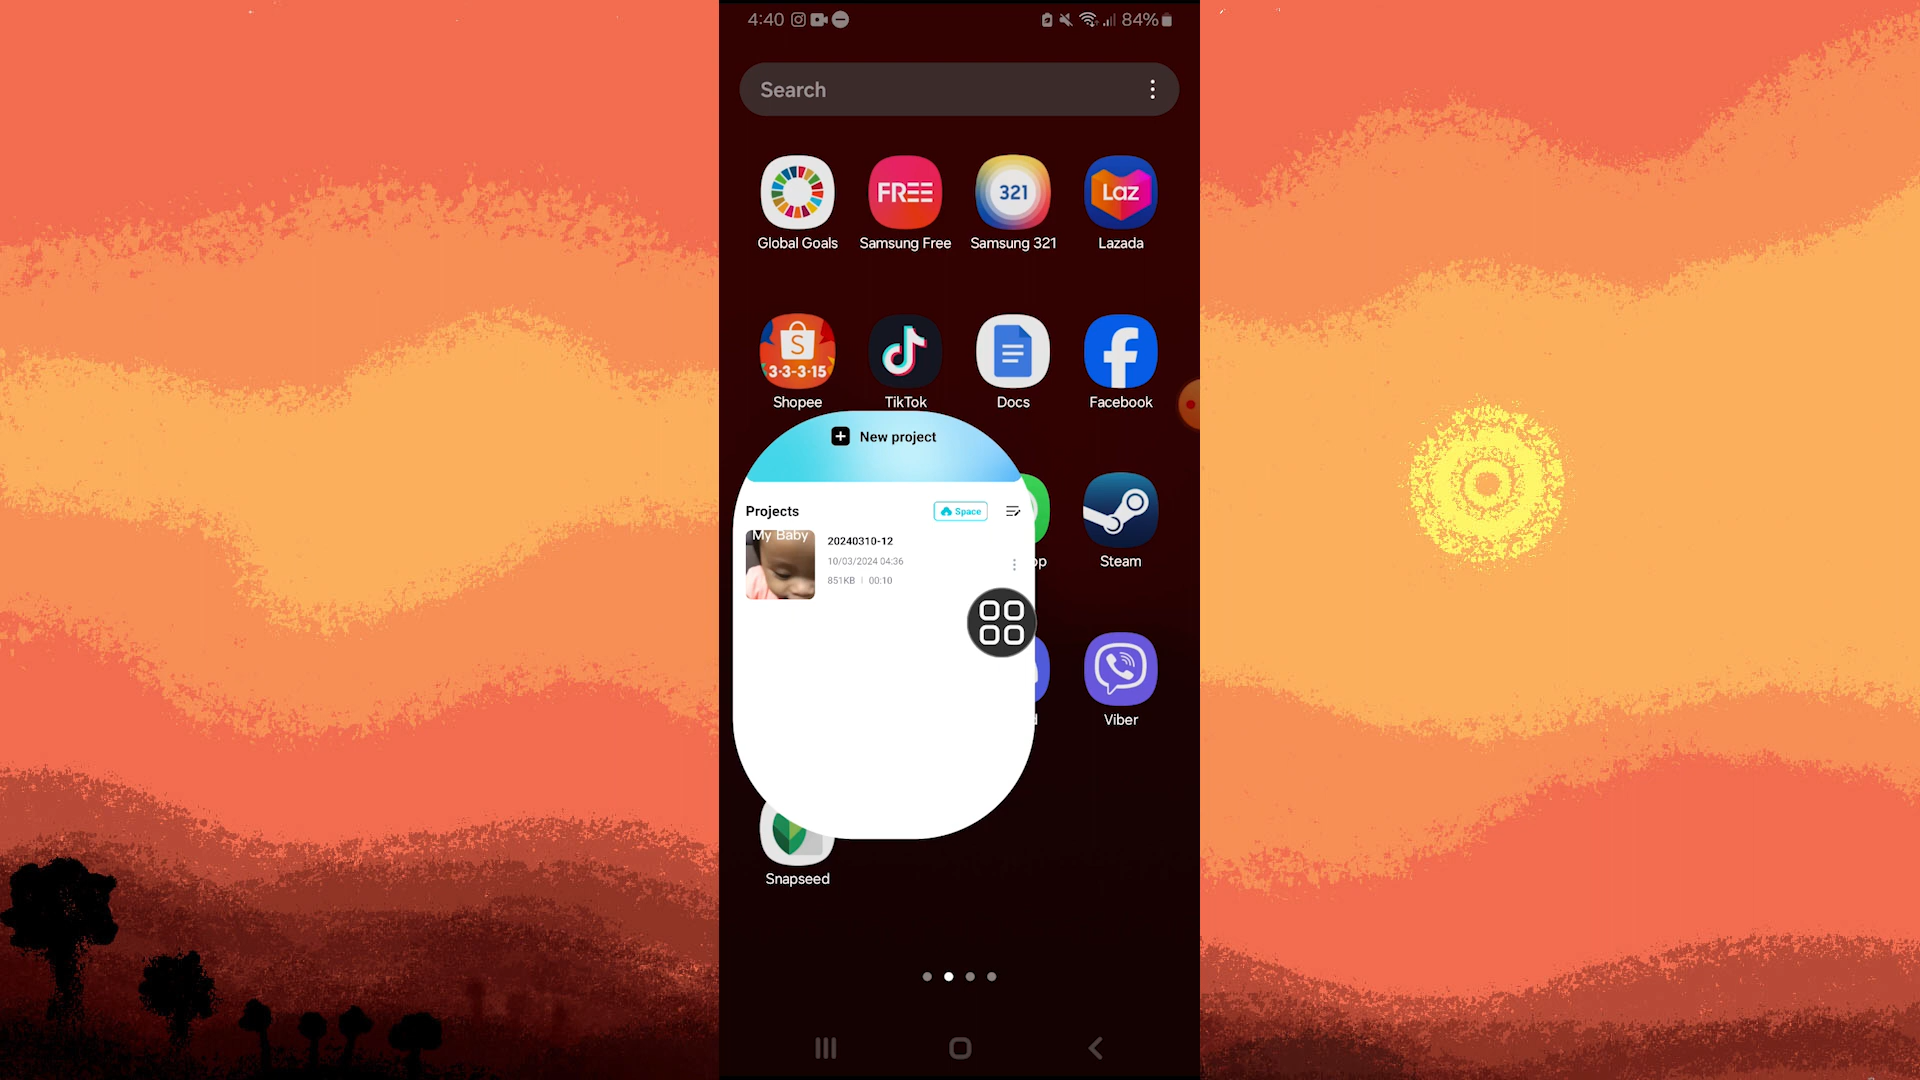 4:40
84%
Search
FREE
321
Laz
Global Goals
Samsung Free
Samsung 321
Lazada
S
3·3-3·15
Shopee
TikTok
Docs
Facebook
New project
Projects
Space
My Baby
20240310-12
10/03/2024 04:36
851KB | 00:10
op
Steam
d
Viber
Snapseed